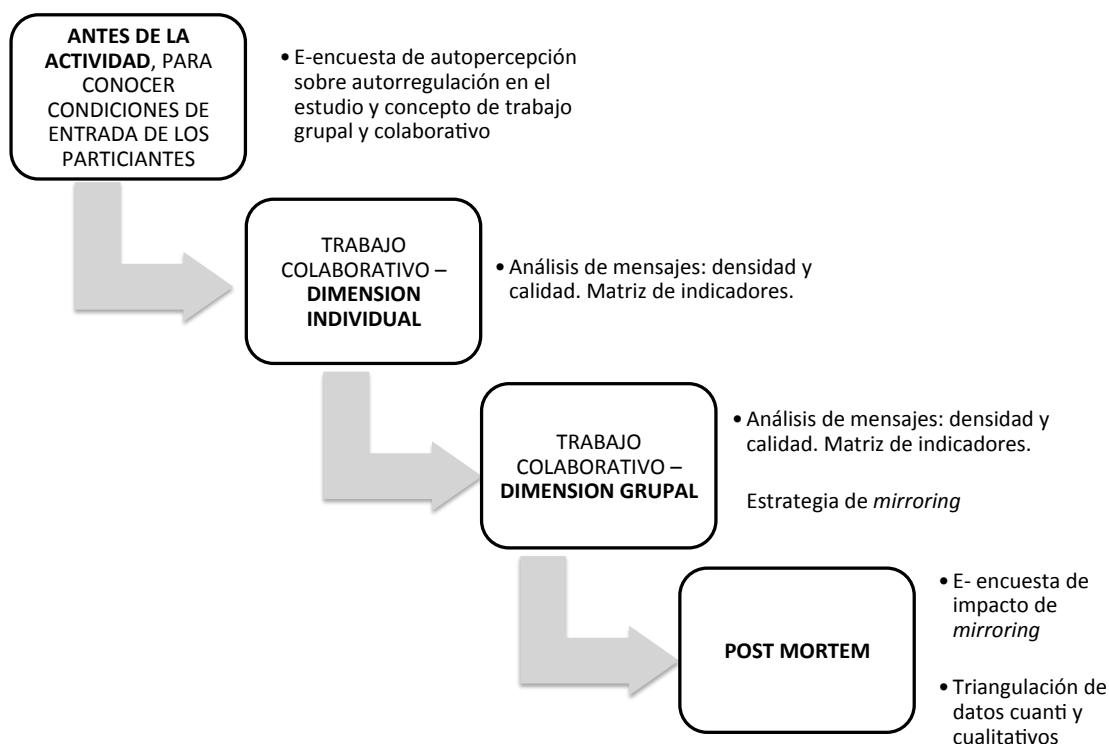 ANTES DE LA
ACTIVIDAD, PARA
CONOCER
CONDICIONES DE
ENTRADA DE LOS
PARTICIANTES
• E-encuesta de autopercepción
sobre autorregulación en el
estudio y concepto de trabajo
grupal y colaborativo
TRABAJO
COLABORATIVO –
DIMENSION
INDIVIDUAL
• Análisis de mensajes: densidad y
calidad. Matriz de indicadores.
TRABAJO
COLABORATIVO –
DIMENSION GRUPAL
• Análisis de mensajes: densidad y
calidad. Matriz de indicadores.
Estrategia de mirroring
POST MORTEM
• E- encuesta de
impacto de
mirroring
• Triangulación de
datos cuanti y
cualitativos